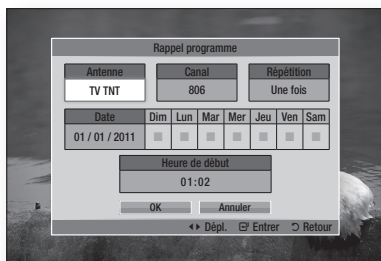 Rappel programme
Antenne Canal Répétition
TV TNT 806 Une fois
Date Dim Lun Mar Mer Jeu Ven Sam
01 / 01 / 2011
Heure de début
01:02
OK Annuler
Dépl. Entrer Retour